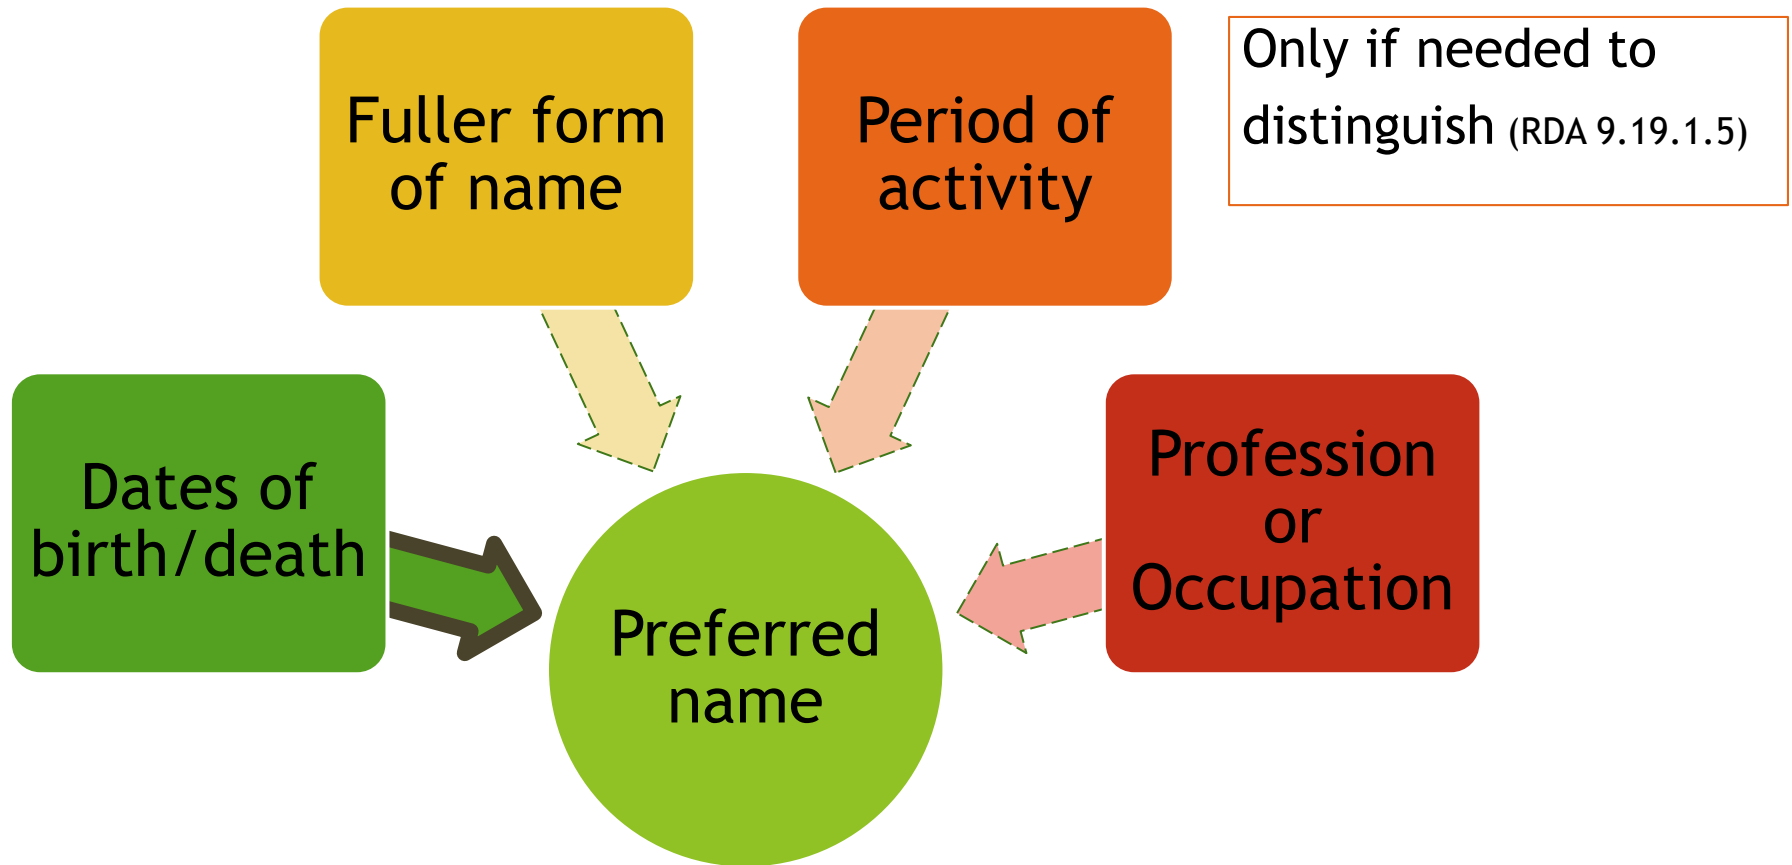 Fuller form
of name
Period of
activity
Only if needed to
distinguish (RDA 9.19.1.5)
Dates of
birth/death
Profession
or
Occupation
Preferred
name